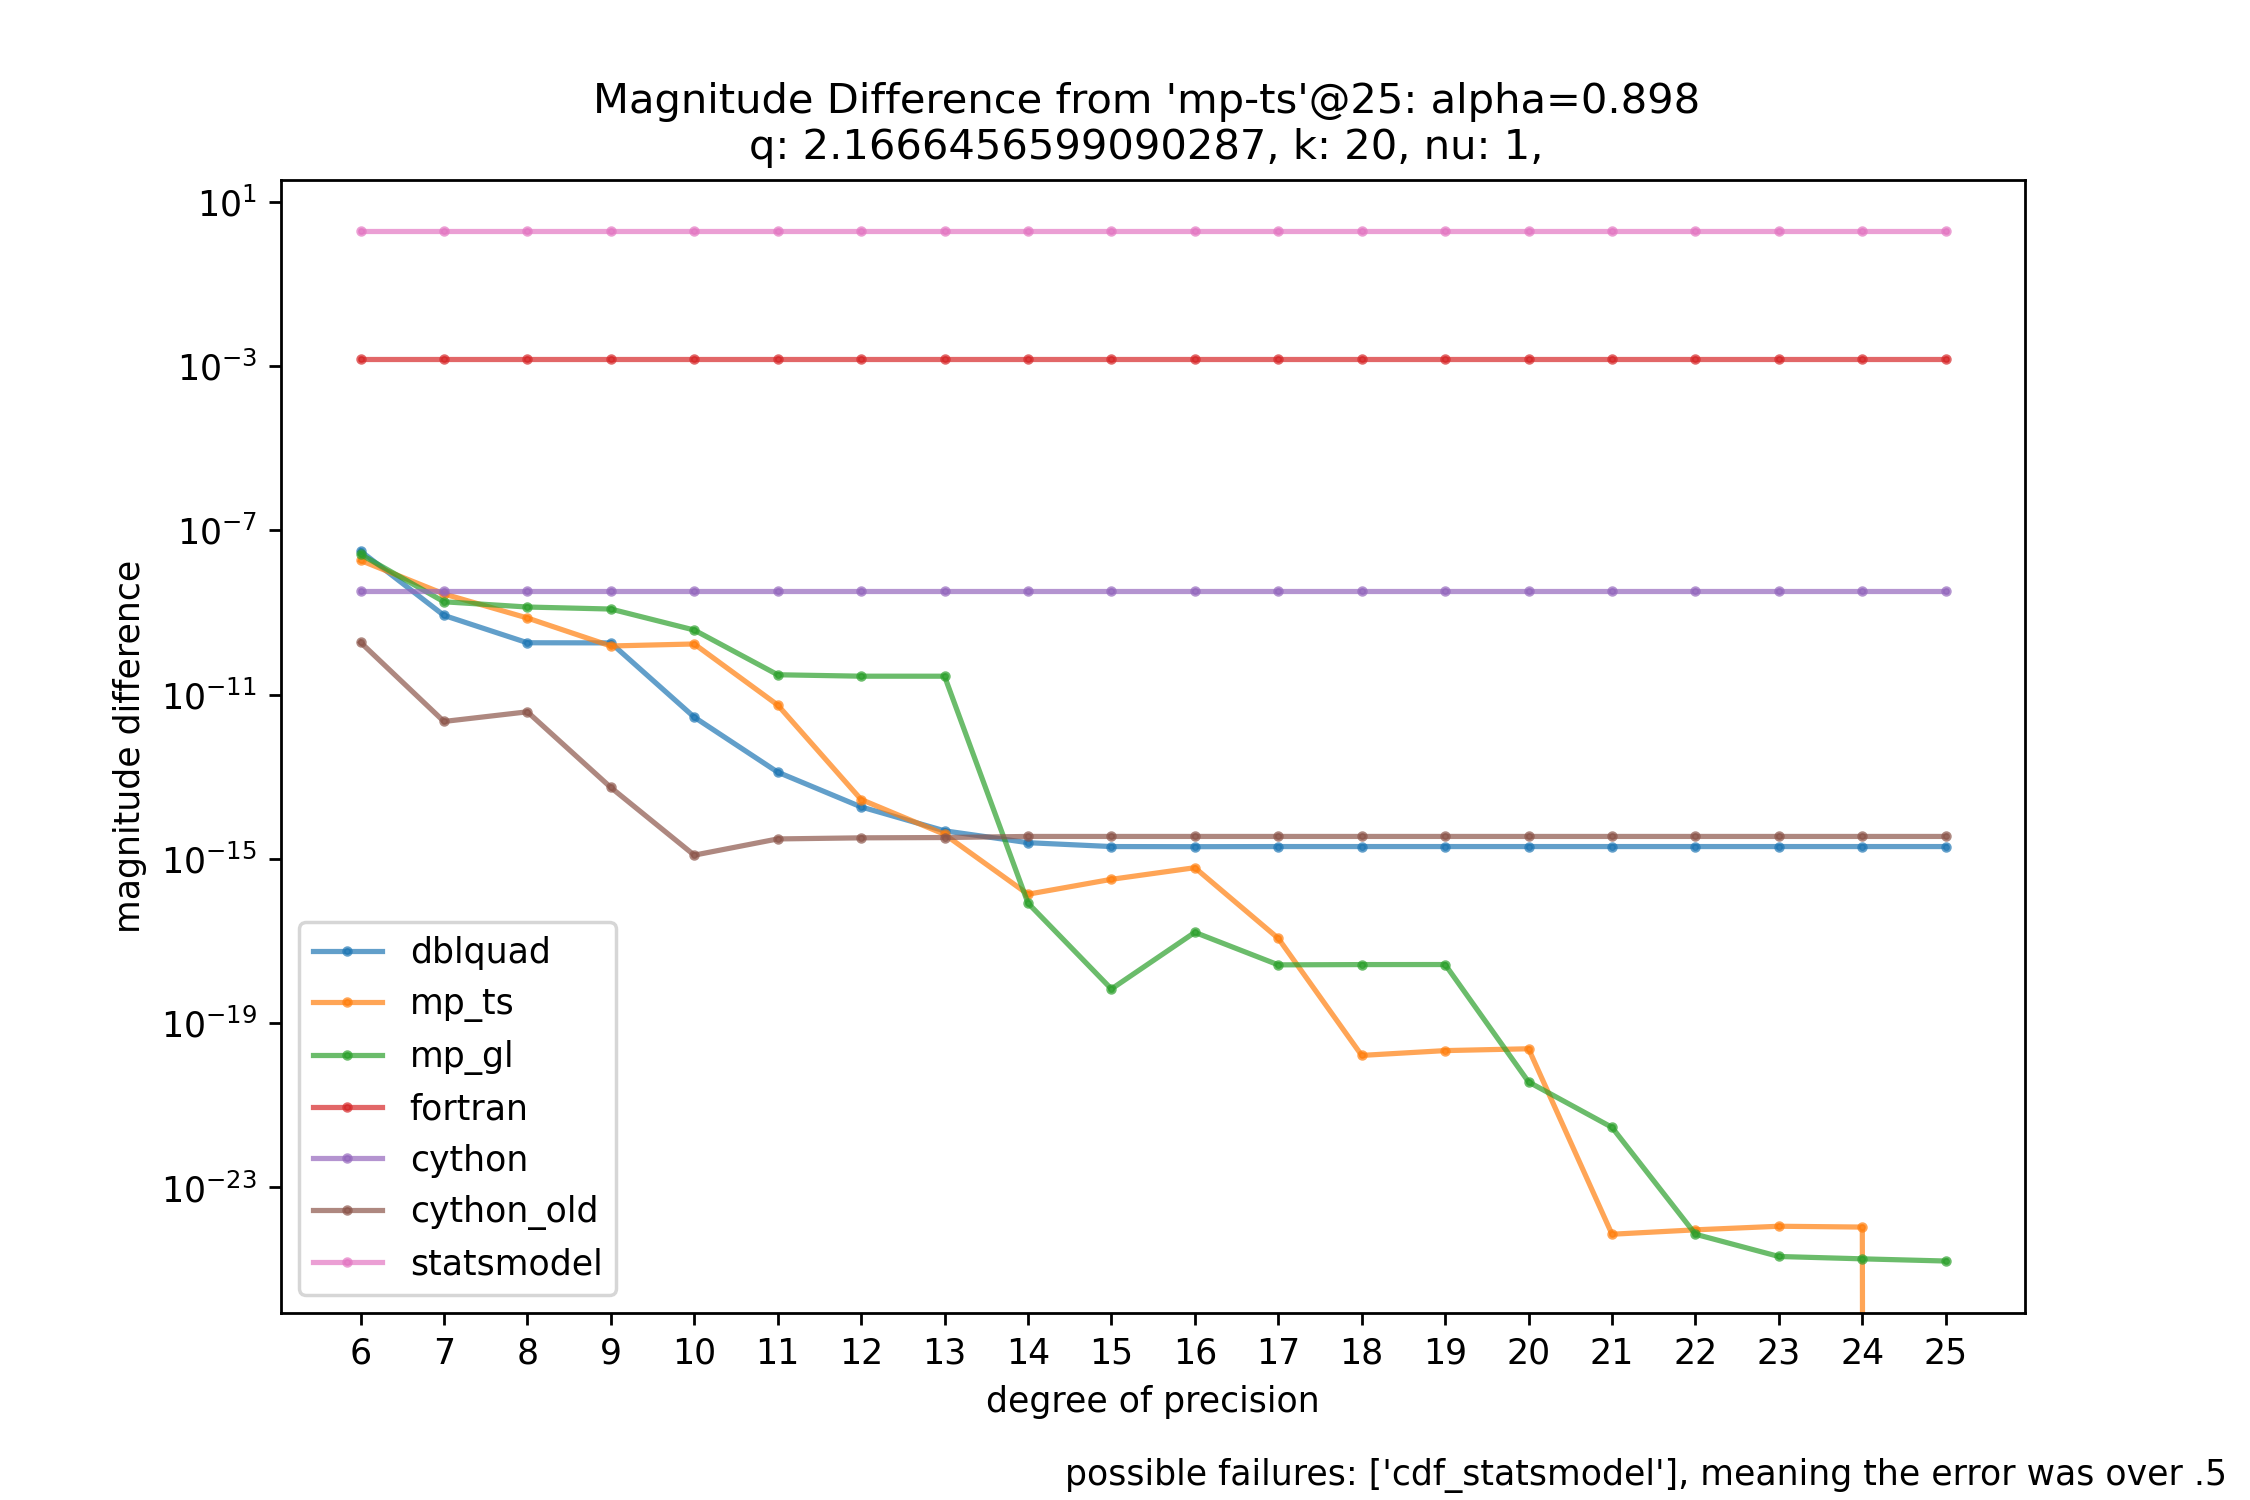 Magnitude Difference from 'mp-ts'@25: alpha=0.898
q: 2.1666456599090287, k: 20, nu: 1,
10¹
10⁻³
10⁻⁷
10⁻¹¹
10⁻¹⁵
10⁻¹⁹
10⁻²³
magnitude difference
dblquad
mp_ts
mp_gl
fortran
cython
cython_old
statsmodel
6 7 8 9 10 11 12 13 14 15 16 17 18 19 20 21 22 23 24 25
degree of precision
possible failures: ['cdf_statsmodel'], meaning the error was over .5